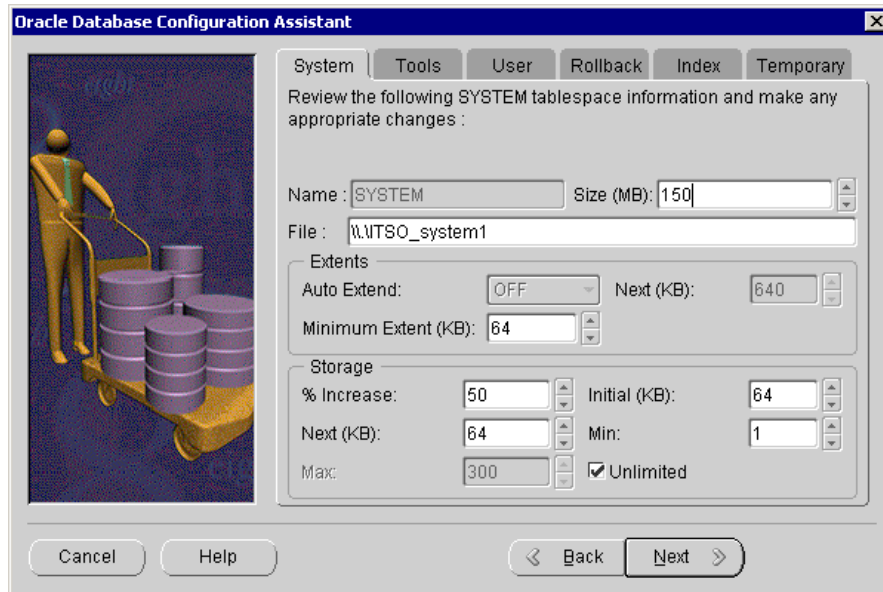 Oracle Database Configuration Assistant
System Tools User Rollback Index Temporary
Review the following SYSTEM tablespace information and make any
appropriate changes :
Name : SYSTEM Size (MB): 150
File : \\.\ITSO_system1
Extents
Auto Extend: OFF Next (KB): 640
Minimum Extent (KB): 64
Storage
% Increase: 50 Initial (KB): 64
Next (KB): 64 Min: 1
Max: 300 Unlimited
Cancel Help Back Next